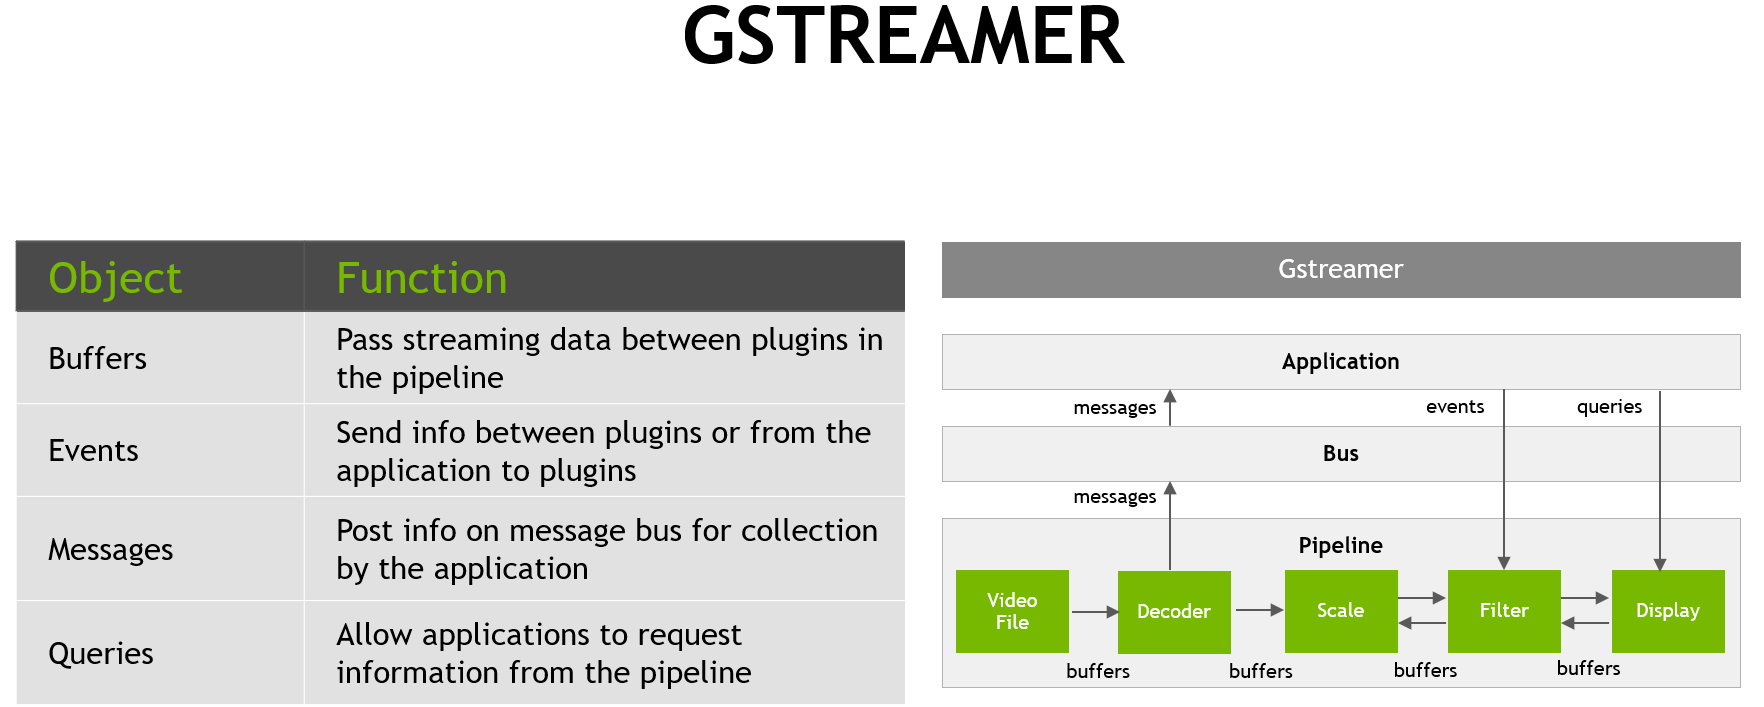 GSTREAMER
Object
Function
Buffers
Pass streaming data between plugins in
the pipeline
Events
Send info between plugins or from the
application to plugins
Messages
Post info on message bus for collection
by the application
Queries
Allow applications to request
information from the pipeline
Gstreamer
Application
messages
events
queries
Bus
messages
Pipeline
Video
File
Decoder
Scale
Filter
Display
buffers
buffers
buffers
buffers